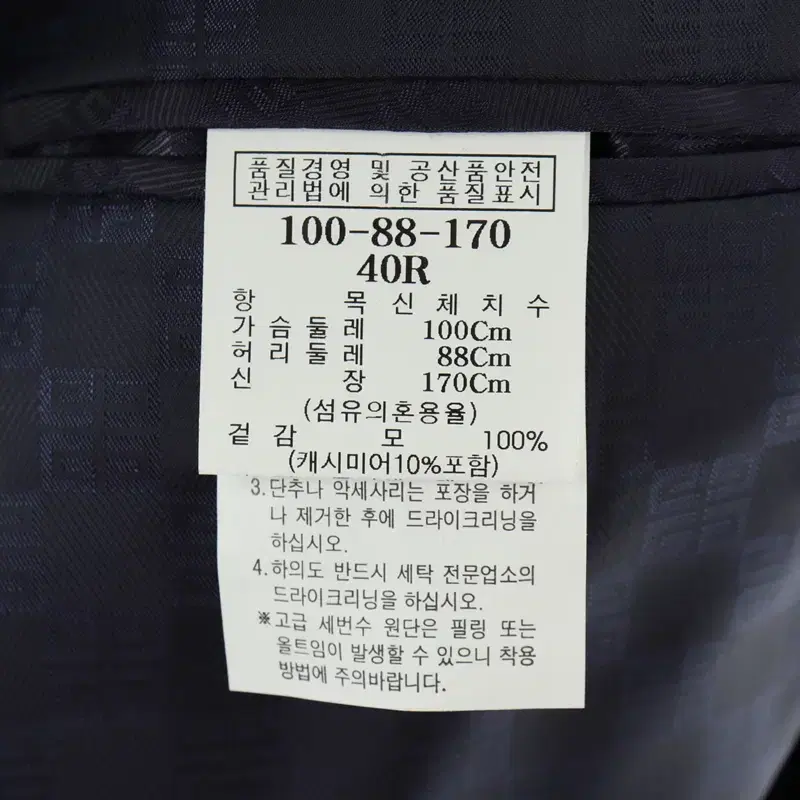 품질경영 및 공산품안전
관리법에 의한 품질표시
100-88-170
40R
항 목 신 체 치 수
가 슴 둘 레 100Cm
허 리 둘 레 88Cm
신 장 170Cm
(섬유의혼용율)
겉 감 모 100%
(캐시미어10%포함)
3.단추나 악세사리는 포장을 하거
나 제거한 후에 드라이크리닝을
하십시오.
4.하의도 반드시 세탁 전문업소의
드라이크리닝을 하십시오.
※고급 세번수 원단은 필링 또는
올트임이 발생할 수 있으니 착용
방법에 주의바랍니다.